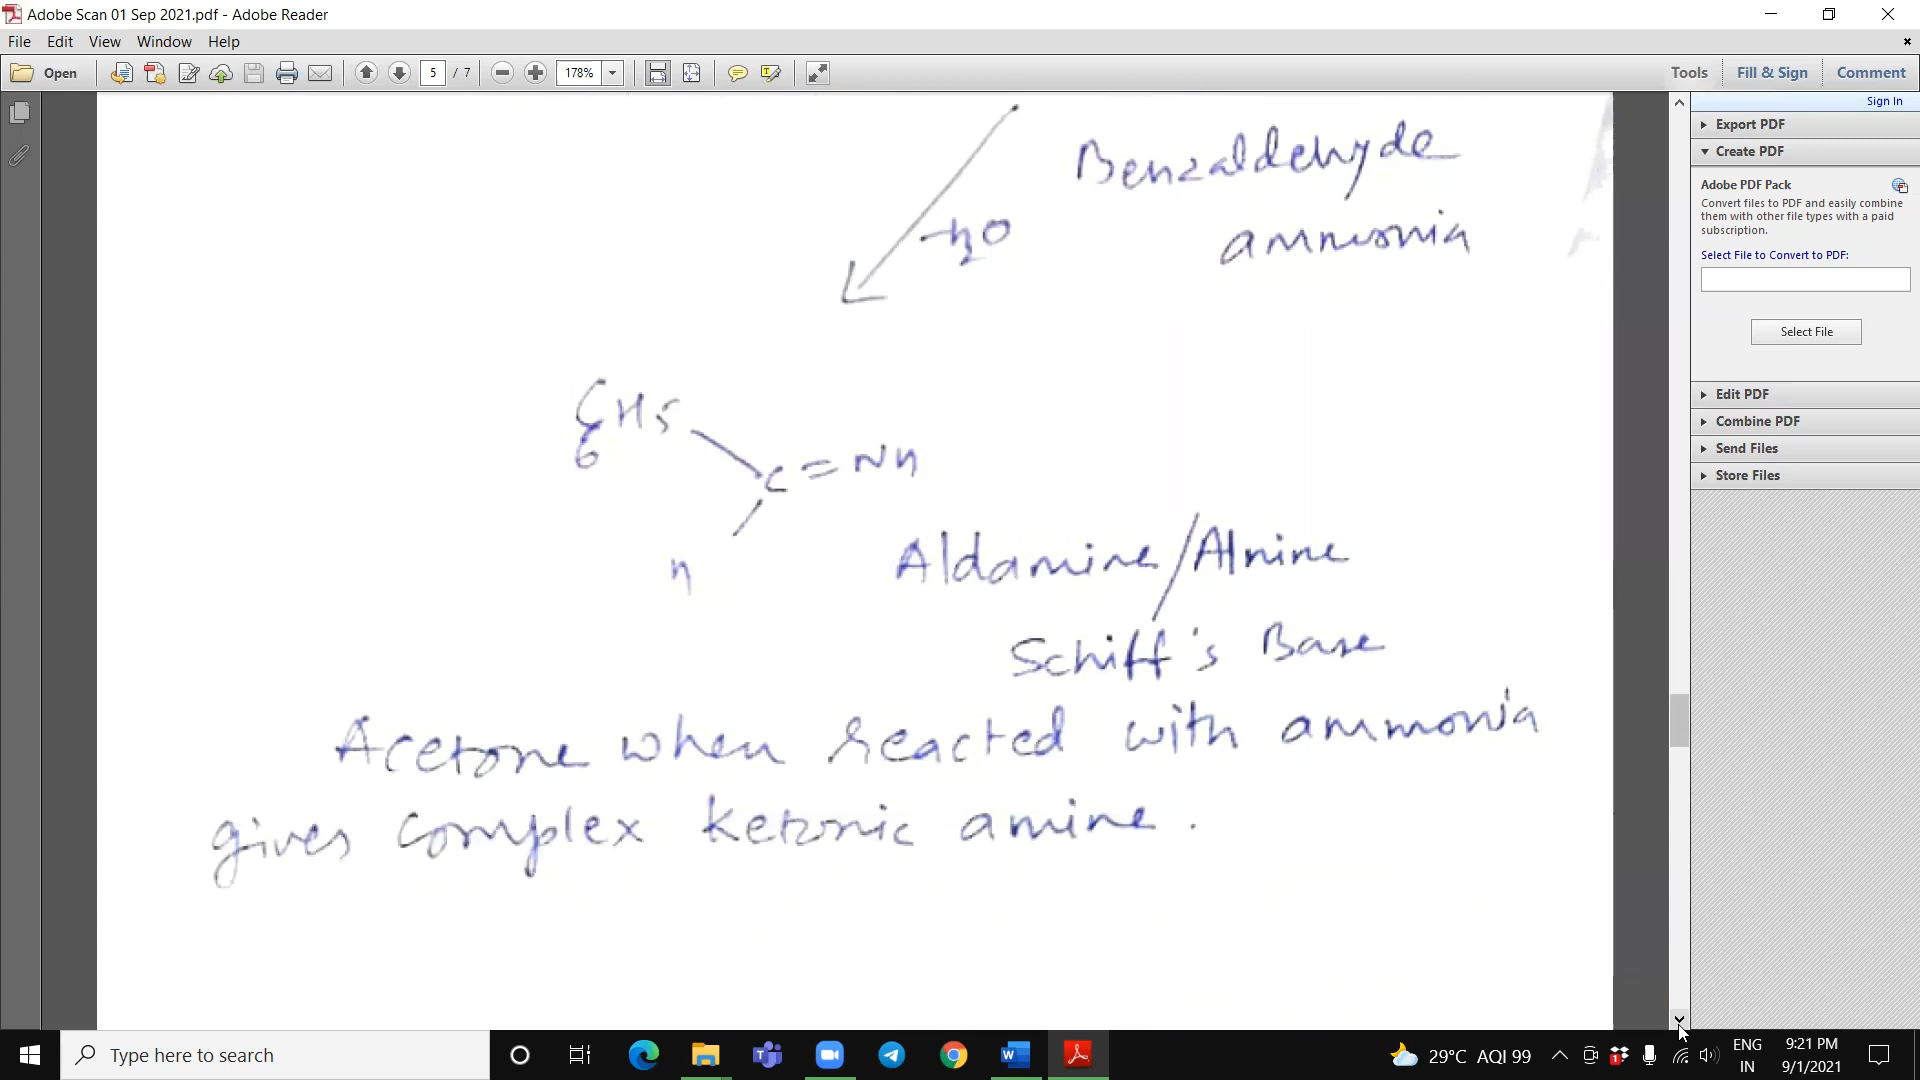 Adobe Scan 01 Sep 2021.pdf - Adobe Reader
File Edit View Window Help
Open 5 / 7 178% Tools Fill & Sign Comment
Sign In
Export PDF
Create PDF
Adobe PDF Pack
Convert files to PDF and easily combine
them with other file types with a paid
subscription.
Select File to Convert to PDF:
Select File
Edit PDF
Combine PDF
Send Files
Store Files
Benzaldehyde
ammonia
-H2O
C6H5
C = NH
H
Aldamine/Alnine
Schiff's Base
Acetone when reacted with ammonia
gives complex ketonic amine.
Type here to search
29°C AQI 99
ENG
IN
9:21 PM
9/1/2021